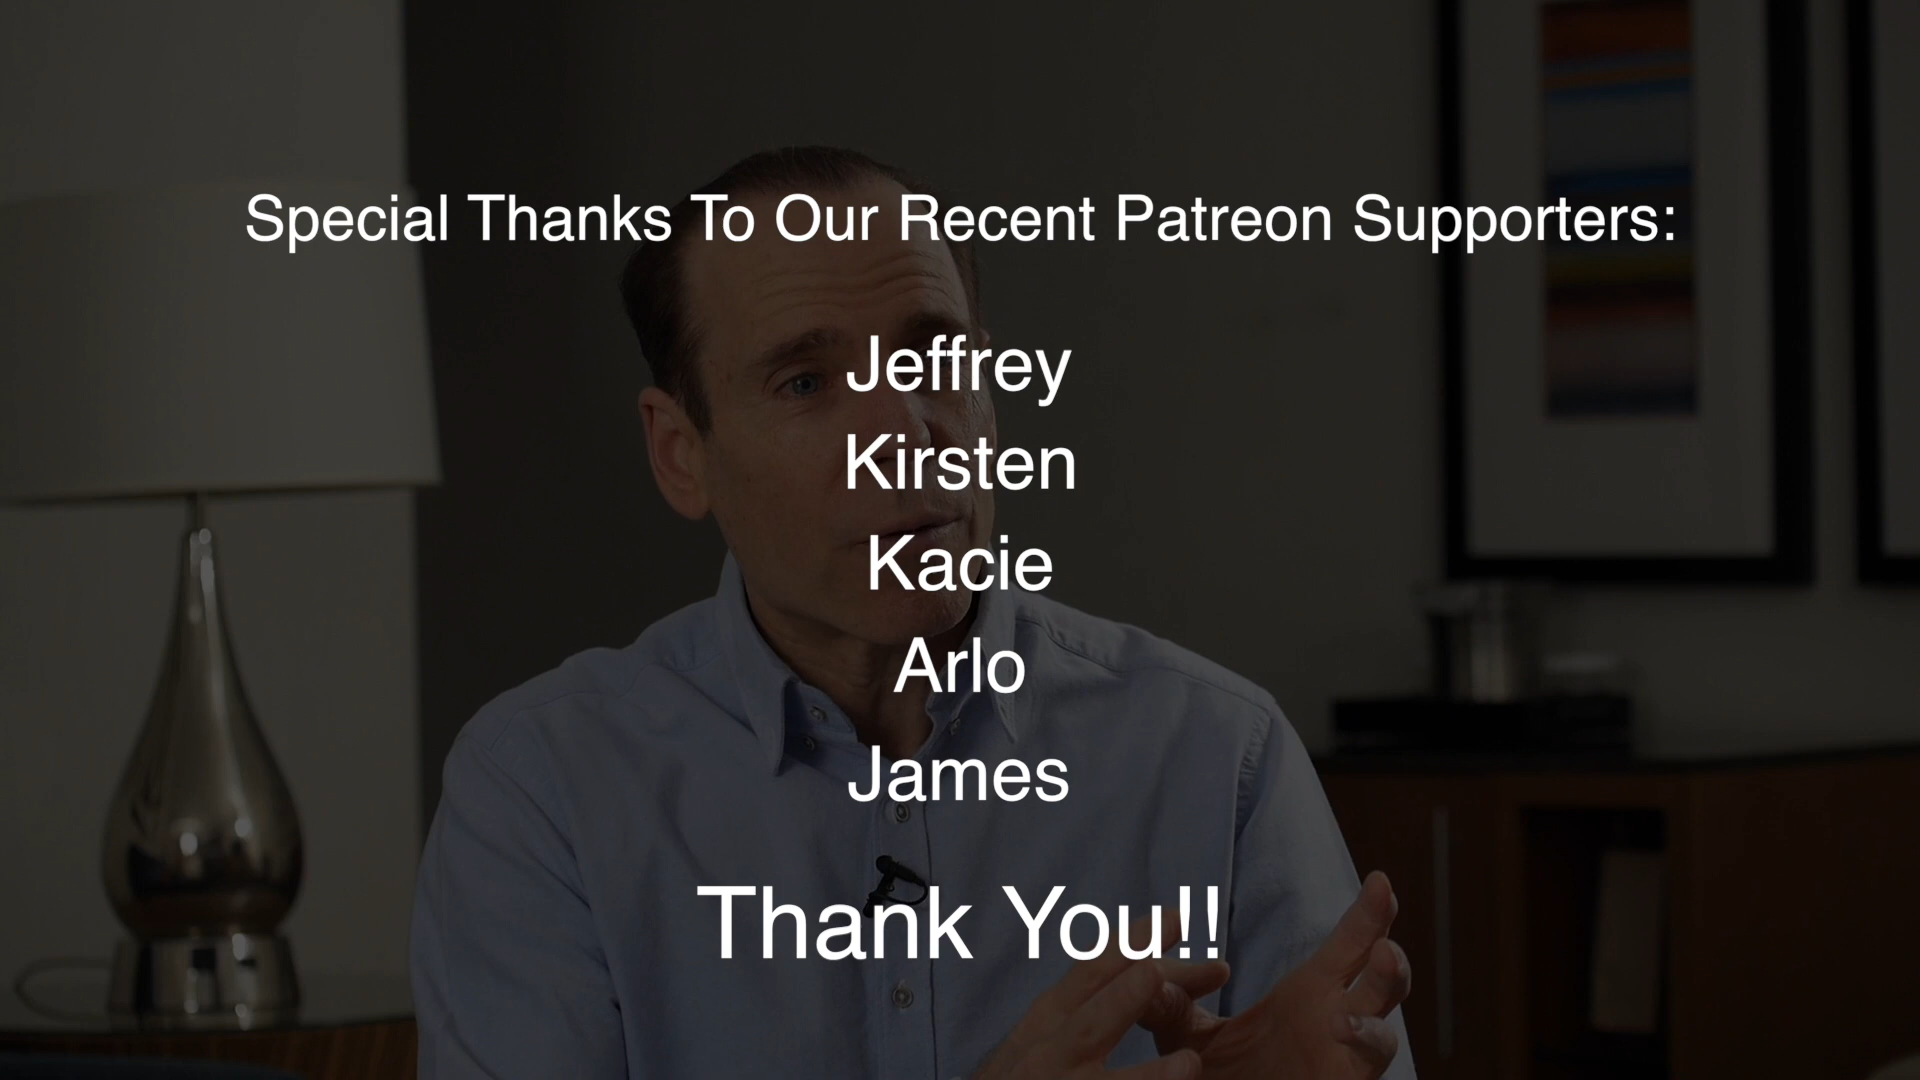 Special Thanks To Our Recent Patreon Supporters:
Jeffrey
Kirsten
Kacie
Arlo
James
Thank You!!